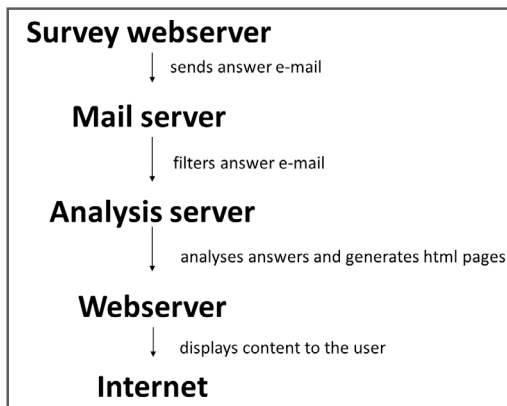 Survey webserver
sends answer e-mail
Mail server
filters answer e-mail
Analysis server
analyses answers and generates html pages
Webserver
displays content to the user
Internet